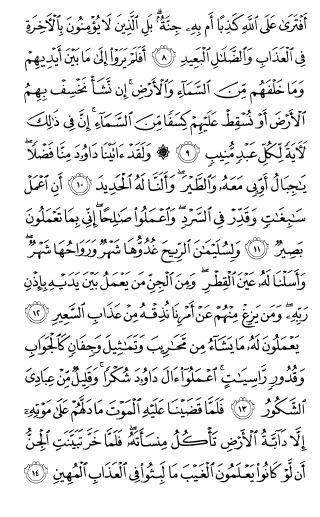 أَفْتَرَىٰ عَلَى ٱللَّهِ كَذِبًا أَم بِهِۦ جِنَّةٌۢ ۗ بَلِ ٱلَّذِينَ لَا يُؤْمِنُونَ بِٱلْـَٔاخِرَةِ
فِى ٱلْعَذَابِ وَٱلضَّلَـٰلِ ٱلْبَعِيدِ ۝٨ أَفَلَمْ يَرَوْا۟ إِلَىٰ مَا بَيْنَ أَيْدِيهِمْ
وَمَا خَلْفَهُم مِّنَ ٱلسَّمَآءِ وَٱلْأَرْضِ ۚ إِن نَّشَأْ نَخْسِفْ بِهِمُ
ٱلْأَرْضَ أَوْ نُسْقِطْ عَلَيْهِمْ كِسَفًا مِّنَ ٱلسَّمَآءِ ۚ إِنَّ فِى ذَٰلِكَ
لَـَٔايَةً لِّكُلِّ عَبْدٍ مُّنِيبٍ ۝٩ ۞ وَلَقَدْ ءَاتَيْنَا دَاوُۥدَ مِنَّا فَضْلًا ۖ
يَـٰجِبَالُ أَوِّبِى مَعَهُۥ وَٱلطَّيْرَ ۖ وَأَلَنَّا لَهُ ٱلْحَدِيدَ ۝١٠ أَنِ ٱعْمَلْ
سَـٰبِغَـٰتٍ وَقَدِّرْ فِى ٱلسَّرْدِ ۖ وَٱعْمَلُوا۟ صَـٰلِحًا ۖ إِنِّى بِمَا تَعْمَلُونَ
بَصِيرٌ ۝١١ وَلِسُلَيْمَـٰنَ ٱلرِّيحَ غُدُوُّهَا شَهْرٌ وَرَوَاحُهَا شَهْرٌ ۖ
وَأَسَلْنَا لَهُۥ عَيْنَ ٱلْقِطْرِ ۖ وَمِنَ ٱلْجِنِّ مَن يَعْمَلُ بَيْنَ يَدَيْهِ بِإِذْنِ
رَبِّهِۦ ۖ وَمَن يَزِغْ مِنْهُمْ عَنْ أَمْرِنَا نُذِقْهُ مِنْ عَذَابِ ٱلسَّعِيرِ ۝١٢
يَعْمَلُونَ لَهُۥ مَا يَشَآءُ مِن مَّحَـٰرِيبَ وَتَمَـٰثِيلَ وَجِفَانٍ كَٱلْجَوَابِ
وَقُدُورٍ رَّاسِيَـٰتٍ ۚ ٱعْمَلُوٓا۟ ءَالَ دَاوُۥدَ شُكْرًا ۚ وَقَلِيلٌ مِّنْ عِبَادِىَ
ٱلشَّكُورُ ۝١٣ فَلَمَّا قَضَيْنَا عَلَيْهِ ٱلْمَوْتَ مَا دَلَّهُمْ عَلَىٰ مَوْتِهِۦٓ
إِلَّا دَآبَّةُ ٱلْأَرْضِ تَأْكُلُ مِنسَأَتَهُۥ ۖ فَلَمَّا خَرَّ تَبَيَّنَتِ ٱلْجِنُّ
أَن لَّوْ كَانُوا۟ يَعْلَمُونَ ٱلْغَيْبَ مَا لَبِثُوا۟ فِى ٱلْعَذَابِ ٱلْمُهِينِ ۝١٤